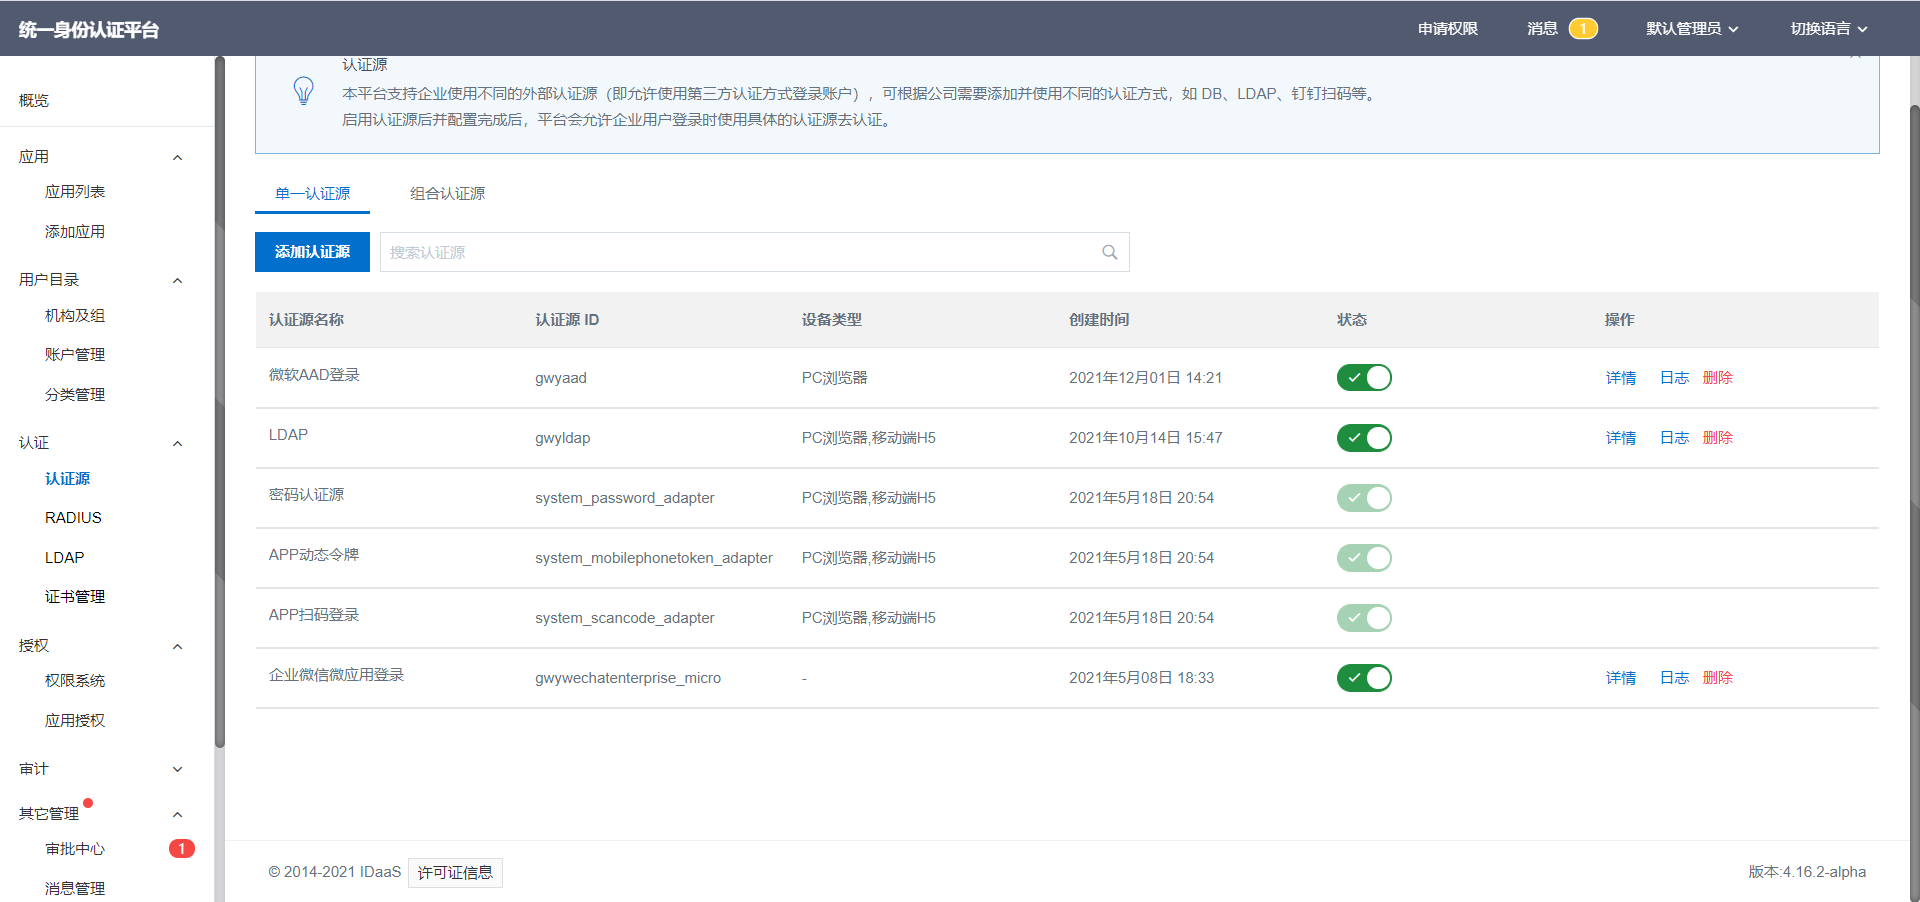 统一身份认证平台
申请权限
消息 1
默认管理员
切换语言
概览
应用
应用列表
添加应用
用户目录
机构及组
账户管理
分类管理
认证
认证源
RADIUS
LDAP
证书管理
授权
权限系统
应用授权
审计
其它管理
审批中心 1
消息管理
认证源
本平台支持企业使用不同的外部认证源（即允许使用第三方认证方式登录账户），可根据公司需要添加并使用不同的认证方式，如 DB、LDAP、钉钉扫码等。
启用认证源后并配置完成后，平台会允许企业用户登录时使用具体的认证源去认证。
单一认证源 组合认证源
添加认证源 搜索认证源
认证源名称 认证源 ID 设备类型 创建时间 状态 操作
微软AAD登录 gwyaad PC浏览器 2021年12月01日 14:21 详情 日志 删除
LDAP gwyldap PC浏览器,移动端H5 2021年10月14日 15:47 详情 日志 删除
密码认证源 system_password_adapter PC浏览器,移动端H5 2021年5月18日 20:54
APP动态令牌 system_mobilephonetoken_adapter PC浏览器,移动端H5 2021年5月18日 20:54
APP扫码登录 system_scancode_adapter PC浏览器,移动端H5 2021年5月18日 20:54
企业微信微应用登录 gwywechatenterprise_micro - 2021年5月08日 18:33 详情 日志 删除
© 2014-2021 IDaaS 许可证信息
版本:4.16.2-alpha